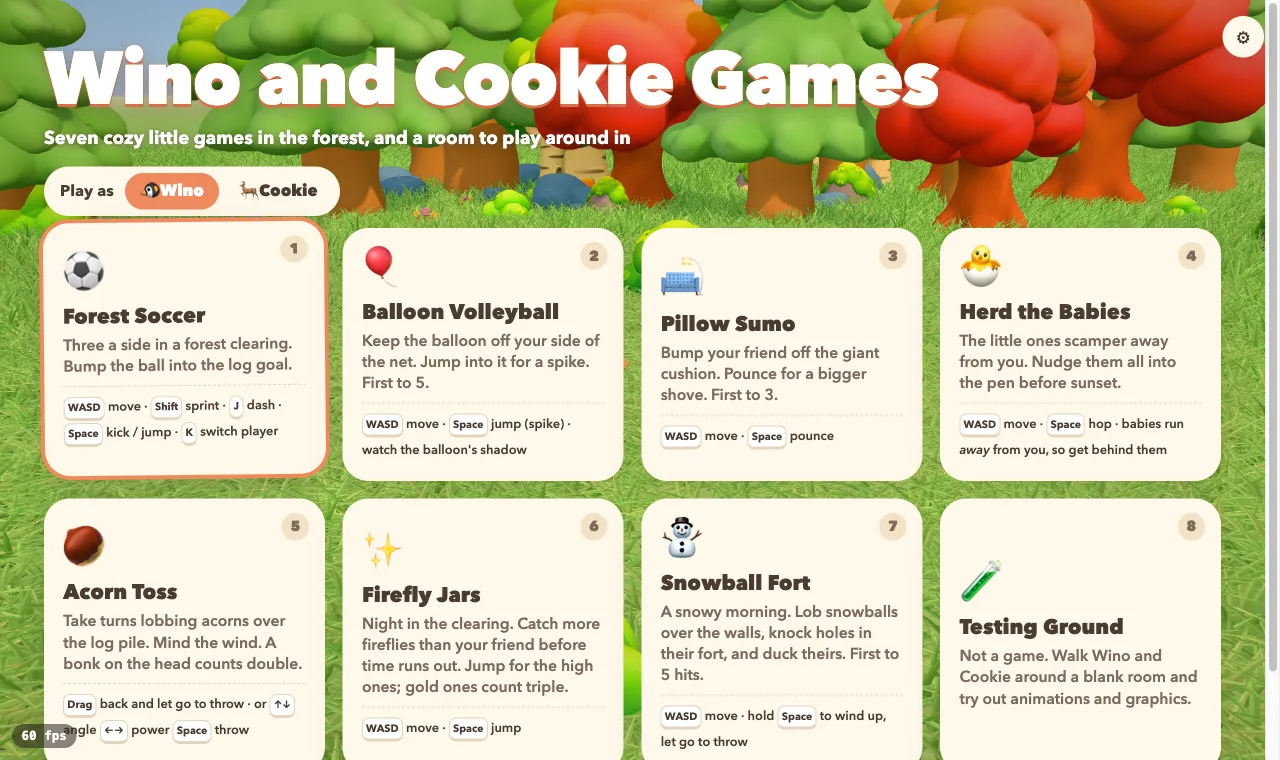 Wino and Cookie Games
Seven cozy little games in the forest, and a room to play around in
Play as Wino Cookie
1
Forest Soccer
Three a side in a forest clearing.
Bump the ball into the log goal.
WASD move · Shift sprint · J dash ·
Space kick / jump · K switch player
2
Balloon Volleyball
Keep the balloon off your side of
the net. Jump into it for a spike.
First to 5.
WASD move · Space jump (spike) ·
watch the balloon's shadow
3
Pillow Sumo
Bump your friend off the giant
cushion. Pounce for a bigger
shove. First to 3.
WASD move · Space pounce
4
Herd the Babies
The little ones scamper away
from you. Nudge them all into
the pen before sunset.
WASD move · Space hop · babies run
away from you, so get behind them
5
Acorn Toss
Take turns lobbing acorns over
the log pile. Mind the wind. A
bonk on the head counts double.
Drag back and let go to throw · or ↑↓
angle ←→ power Space throw
6
Firefly Jars
Night in the clearing. Catch more
fireflies than your friend before
time runs out. Jump for the high
ones; gold ones count triple.
WASD move · Space jump
7
Snowball Fort
A snowy morning. Lob snowballs
over the walls, knock holes in
their fort, and duck theirs. First to
5 hits.
WASD move · hold Space to wind up,
let go to throw
8
Testing Ground
Not a game. Walk Wino and
Cookie around a blank room and
try out animations and graphics.
60 fps